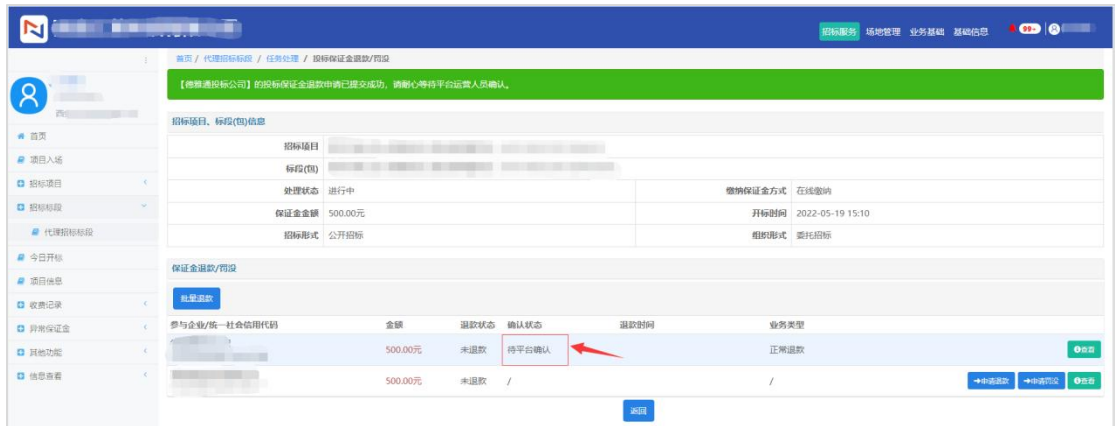 招标服务 场地管理 业务基础 基础信息 99+
首页 / 代理招标标段 / 任务处理 / 投标保证金退款/罚没
【德雅通投标公司】的投标保证金退款申请已提交成功，请耐心等待平台运营人员确认。
首页
项目入场
招标项目
招标标段
代理招标标段
今日开标
项目信息
收费记录
异常保证金
其他功能
信息查看
招标项目、标段(包)信息
招标项目
标段(包)
处理状态 进行中 缴纳保证金方式 在线缴纳
保证金金额 500.00元 开标时间 2022-05-19 15:10
招标形式 公开招标 组织形式 委托招标
保证金退款/罚没
批量退款
参与企业/统一社会信用代码 金额 退款状态 确认状态 退款时间 业务类型
500.00元 未退款 待平台确认 正常退款 查看
500.00元 未退款 / / 申请退款 申请罚没 查看
返回